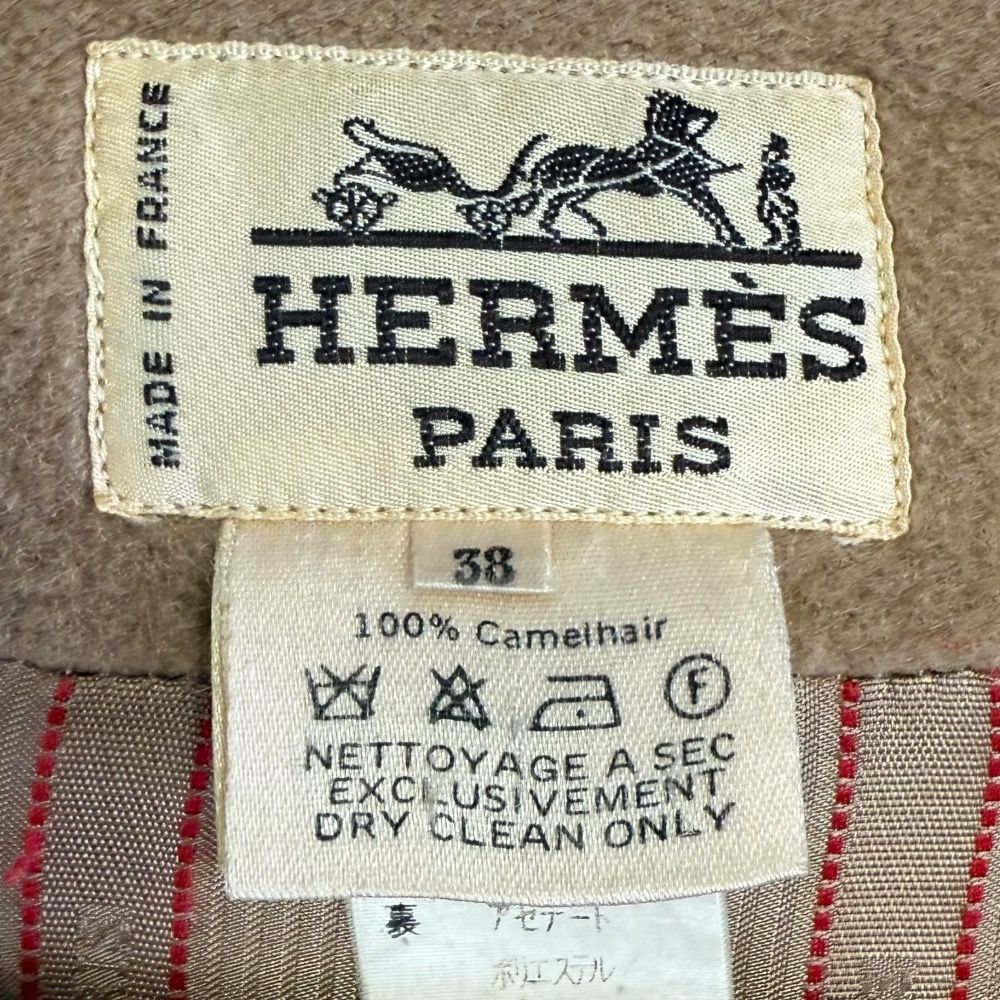 MADE IN FRANCE
HERMÈS
PARIS
38
100% Camelhair
F
NETTOYAGE A SEC
EXCLUSIVEMENT
DRY CLEAN ONLY
裏 アセテート
ポリエステル